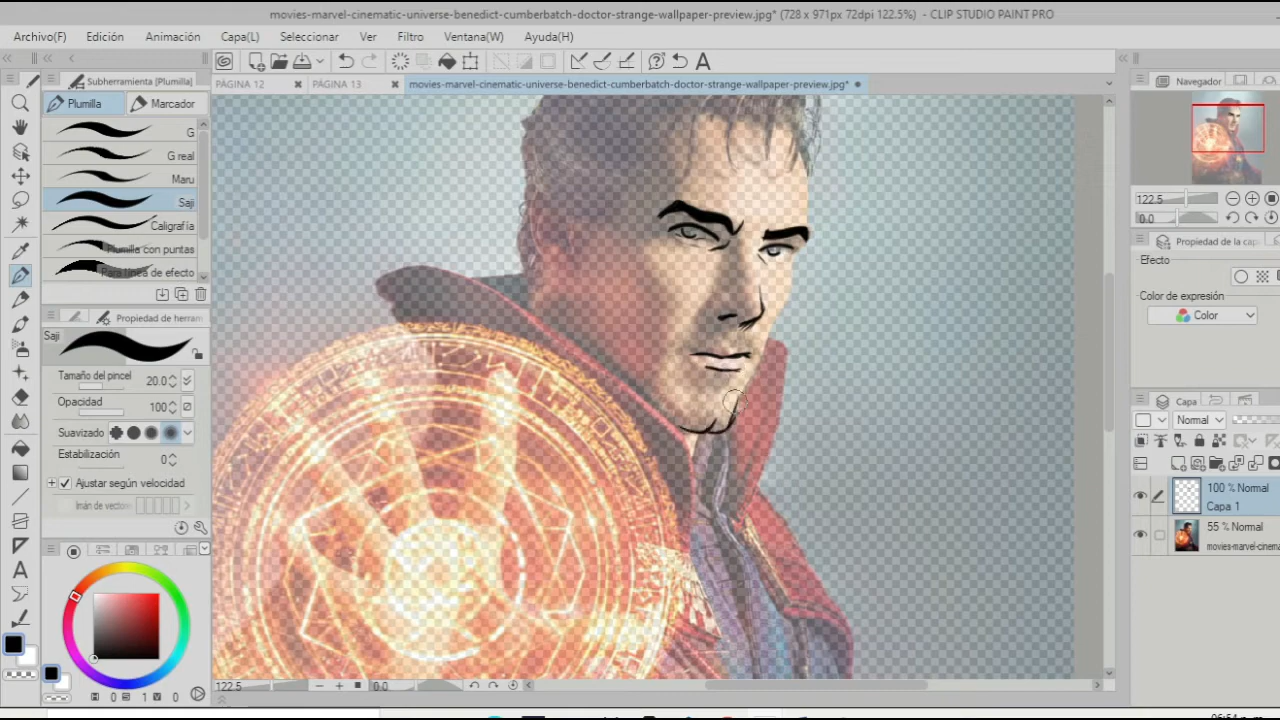 movies-marvel-cinematic-universe-benedict-cumberbatch-doctor-strange-wallpaper-preview.jpg* (728 x 971px 72dpi 122.5%) - CLIP STUDIO PAINT PRO
Archivo(F) Edición Animación Capa(L) Seleccionar Ver Filtro Ventana(W) Ayuda(H)
Subherramienta [Plumilla]
PÁGINA 12 PÁGINA 13 movies-marvel-cinematic-universe-benedict-cumberbatch-doctor-strange-wallpaper-preview.jpg*
Navegador
Plumilla Marcador
G
G real
Maru
Saji
Caligrafía
Plumilla con puntas
Para línea de efecto
122.5
0.0
Propiedad de la capa
Efecto
Color de expresión
Color
Propiedad de herram
Saji
Tamaño del pincel 20.0
Opacidad 100
Suavizado
Estabilización 0
Ajustar según velocidad
Imán de vectore
Capa
Normal
100 % Normal
Capa 1
55 % Normal
movies-marvel-cinema
0 1 0
122.5 0.0